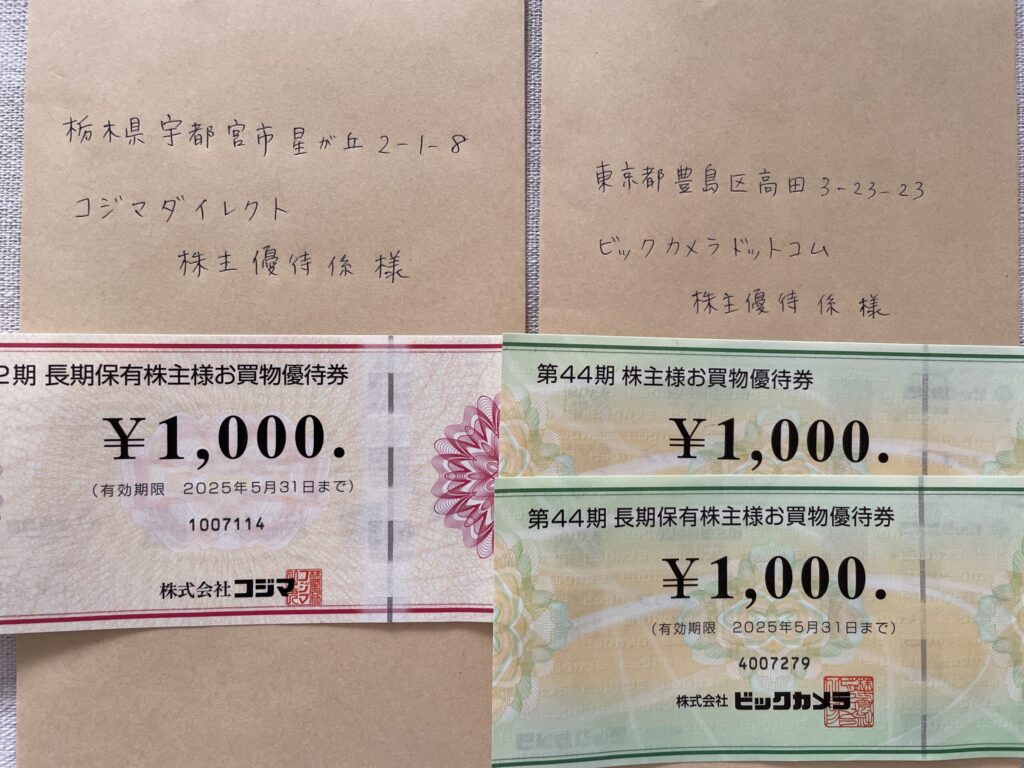 栃木県宇都宮市星が丘2-1-8
コジマダイレクト
株主優待係 様
東京都豊島区高田3-23-23
ビックカメラドットコム
株主優待係 様
2期 長期保有株主様お買物優待券
¥1,000.
(有効期限 2025年5月31日まで)
1007114
株式会社コジマ
第44期 株主様お買物優待券
¥1,000.
第44期 長期保有株主様お買物優待券
¥1,000.
(有効期限 2025年5月31日まで)
4007279
株式会社ビックカメラ